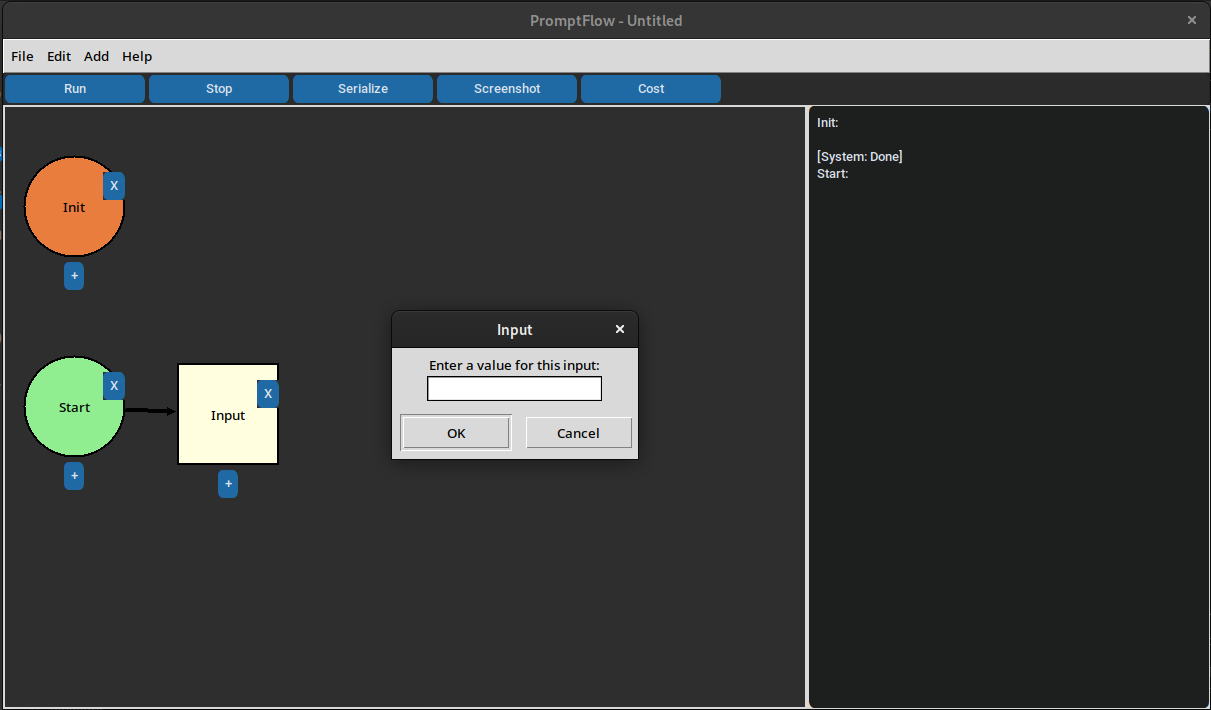 PromptFlow - Untitled
×
File Edit Add Help
Run Stop Serialize Screenshot Cost
Init:
[System: Done]
Start:
X
Init
+
X
Start
+
X
Input
+
Input ×
Enter a value for this input:
OK Cancel